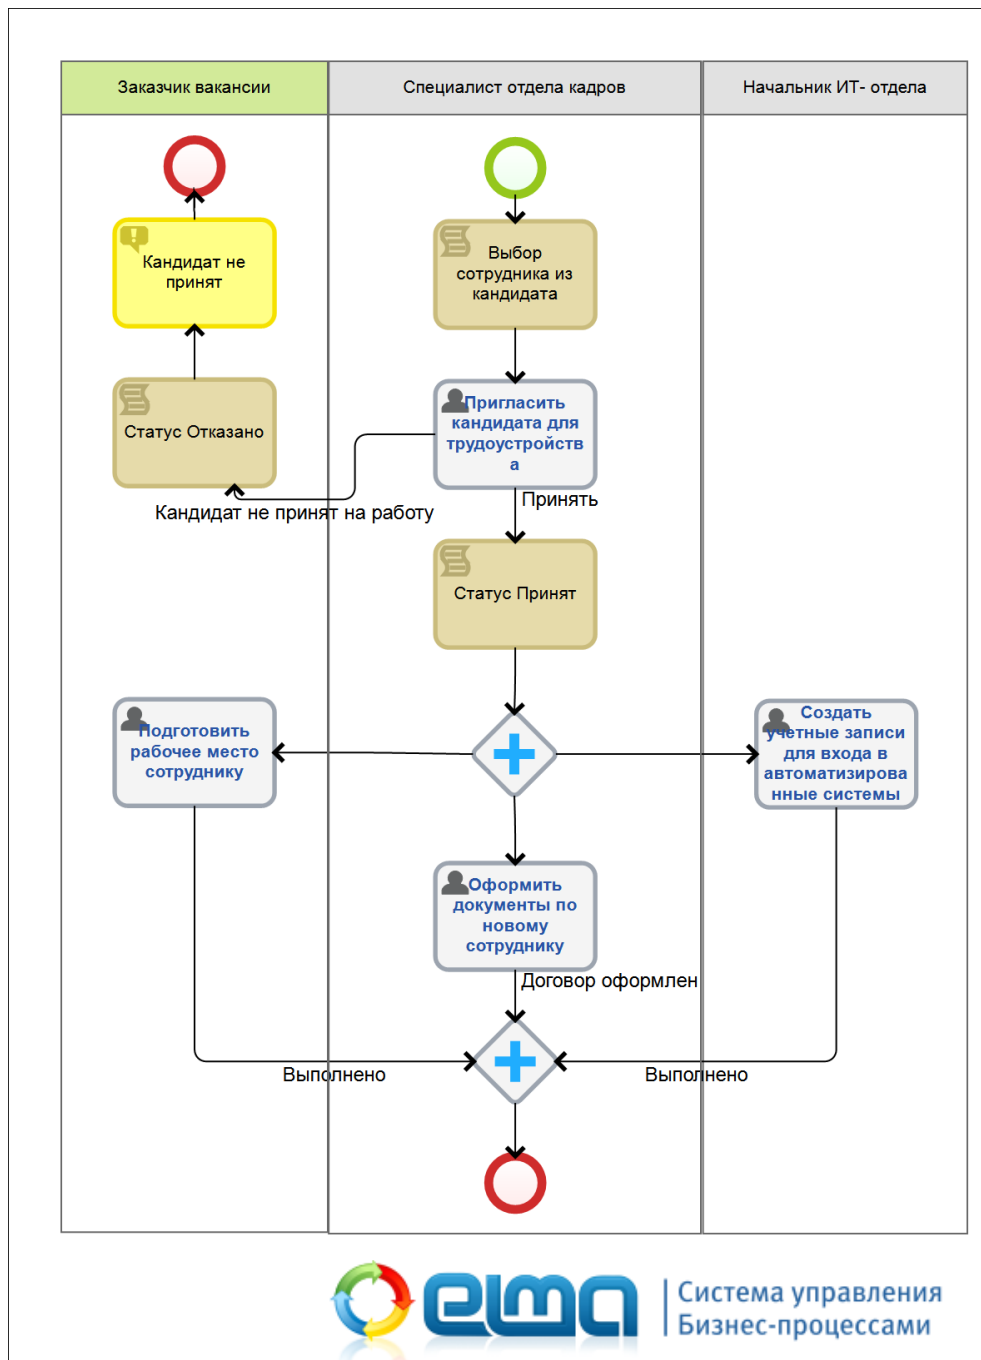 Заказчик вакансии
Специалист отдела кадров
Начальник ИТ- отдела
Кандидат не
принят
Выбор
сотрудника из
кандидата
Статус Отказано
Пригласить
кандидата для
трудоустройств
а
Кандидат не принят на работу
Принять
Статус Принят
Подготовить
рабочее место
сотруднику
Создать
учетные записи
для входа в
автоматизирова
нные системы
Оформить
документы по
новому
сотруднику
Договор оформлен
Выполнено
Выполнено
elma
Система управления
Бизнес-процессами